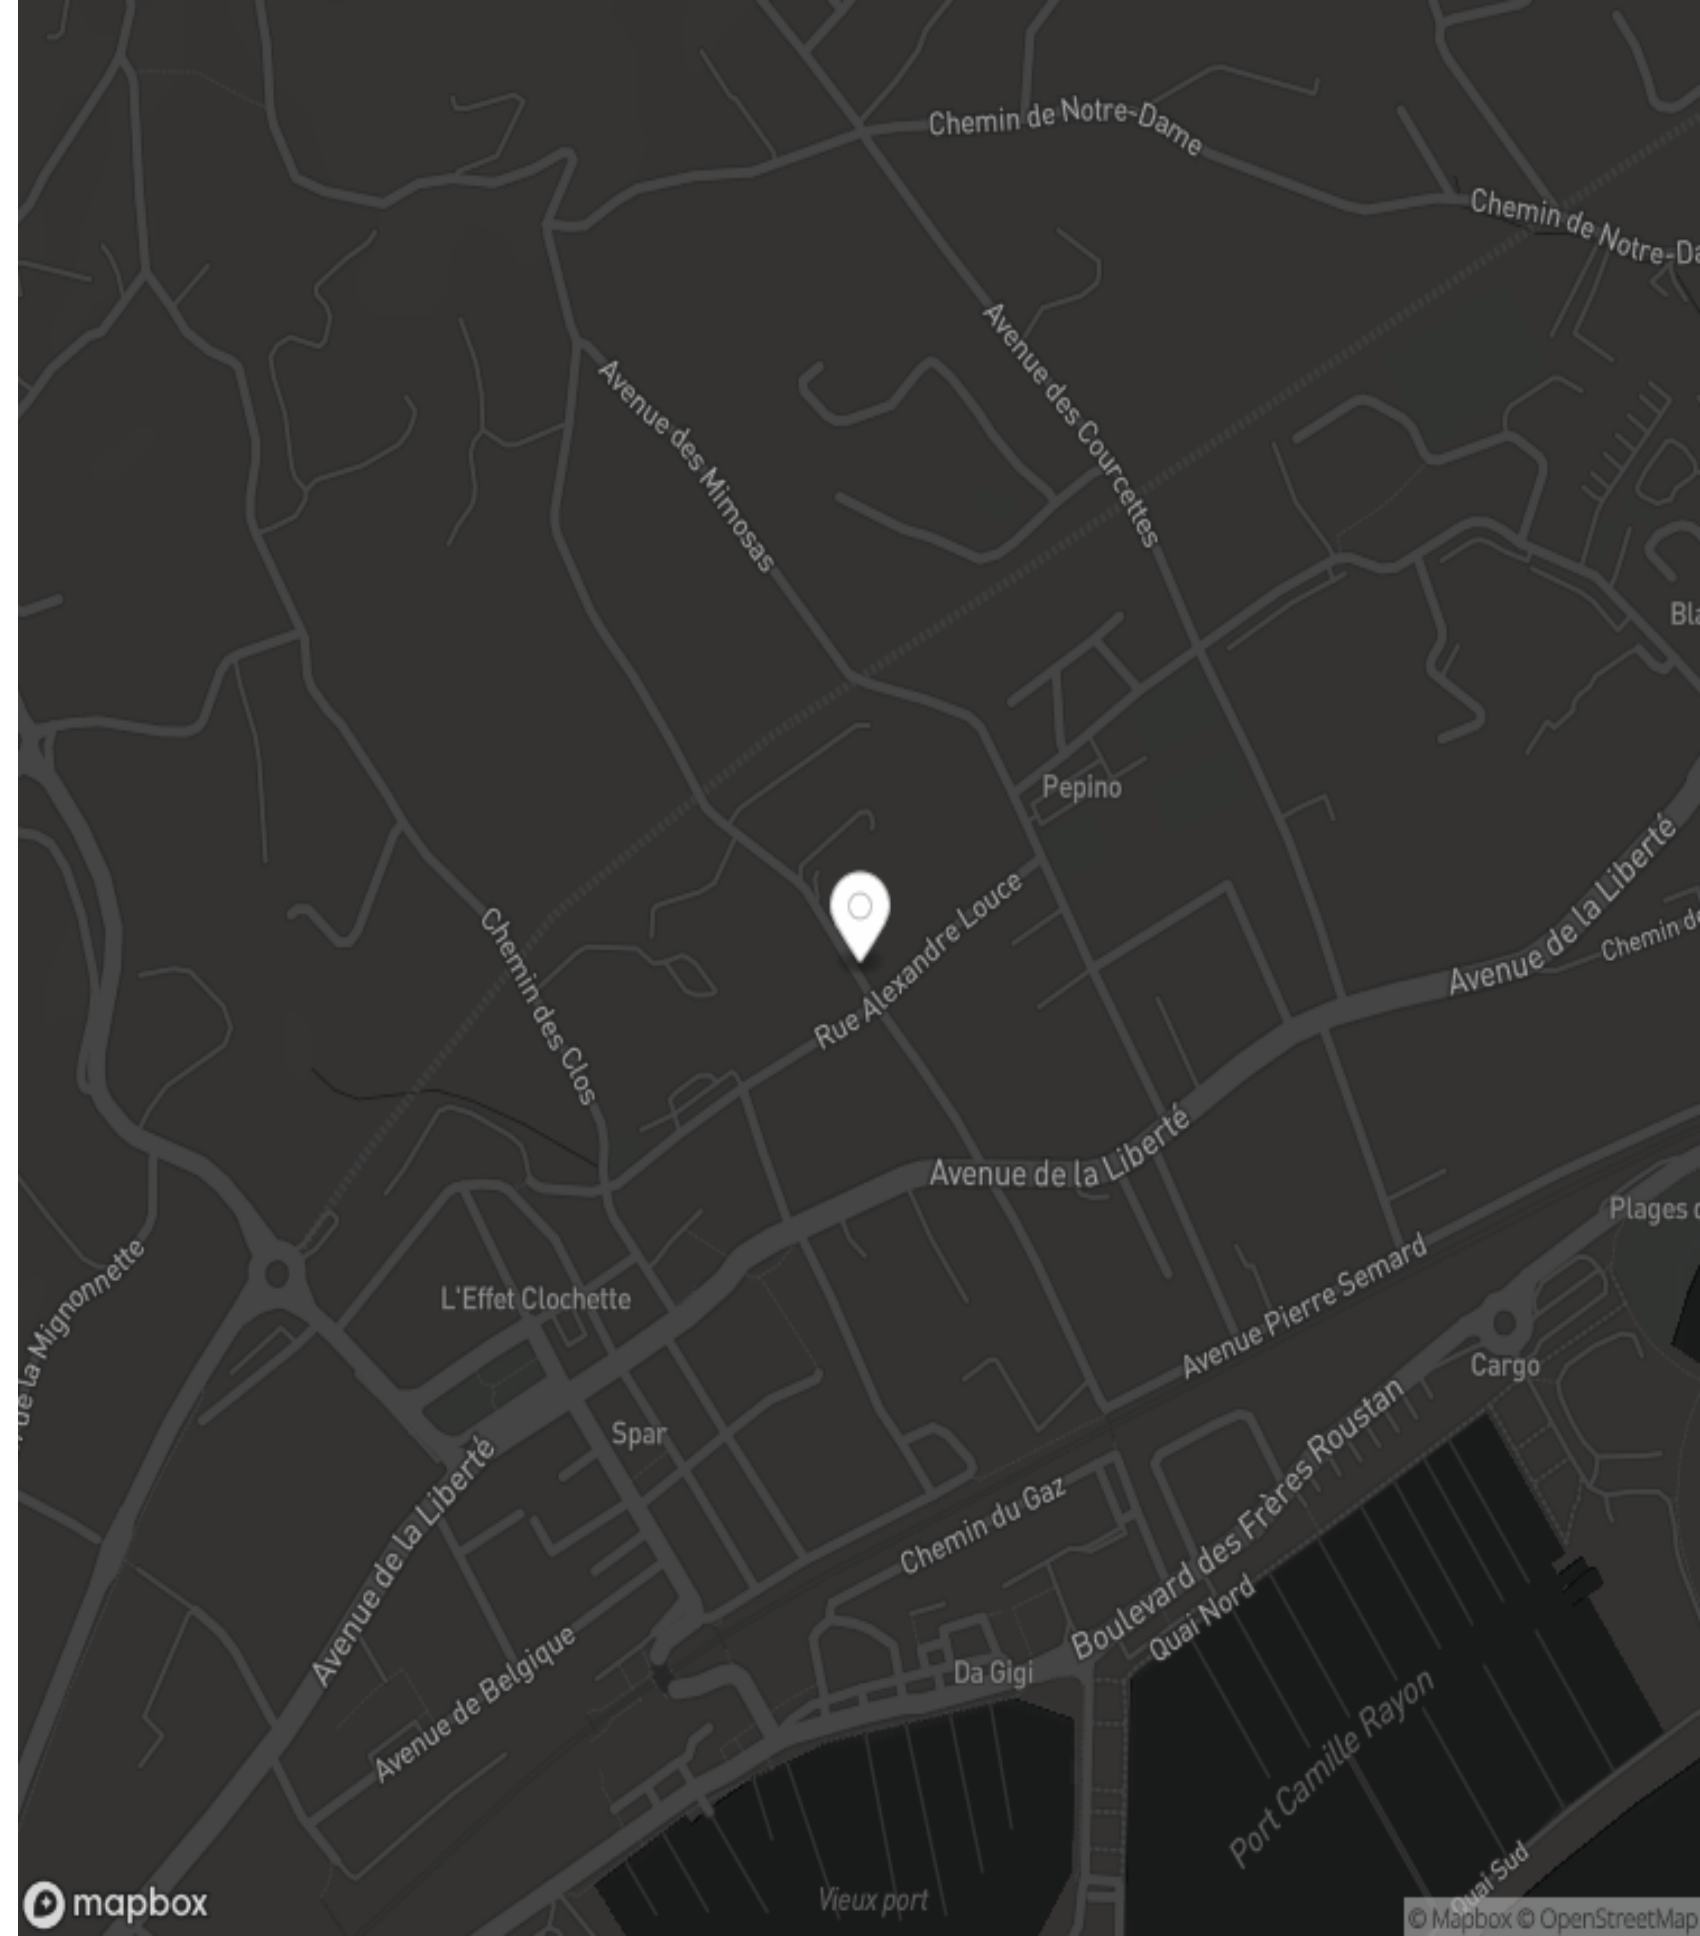 Chemin de Notre-Dame
Chemin de Notre-Da
Avenue des Courcettes
Avenue des Mimosas
Bla
Pepino
Avenue de la Liberté
Rue Alexandre Louce
Chemin des Clos
Chemin de
Avenue de la Liberté
Plages d
de la Mignonnette
L'Effet Clochette
Avenue Pierre Semard
Cargo
Spar
Avenue de la Liberté
Boulevard des Frères Roustan
Chemin du Gaz
Quai Nord
Avenue de Belgique
Da Gigi
Port Camille Rayon
Quai Sud
Vieux port
mapbox
© Mapbox © OpenStreetMap